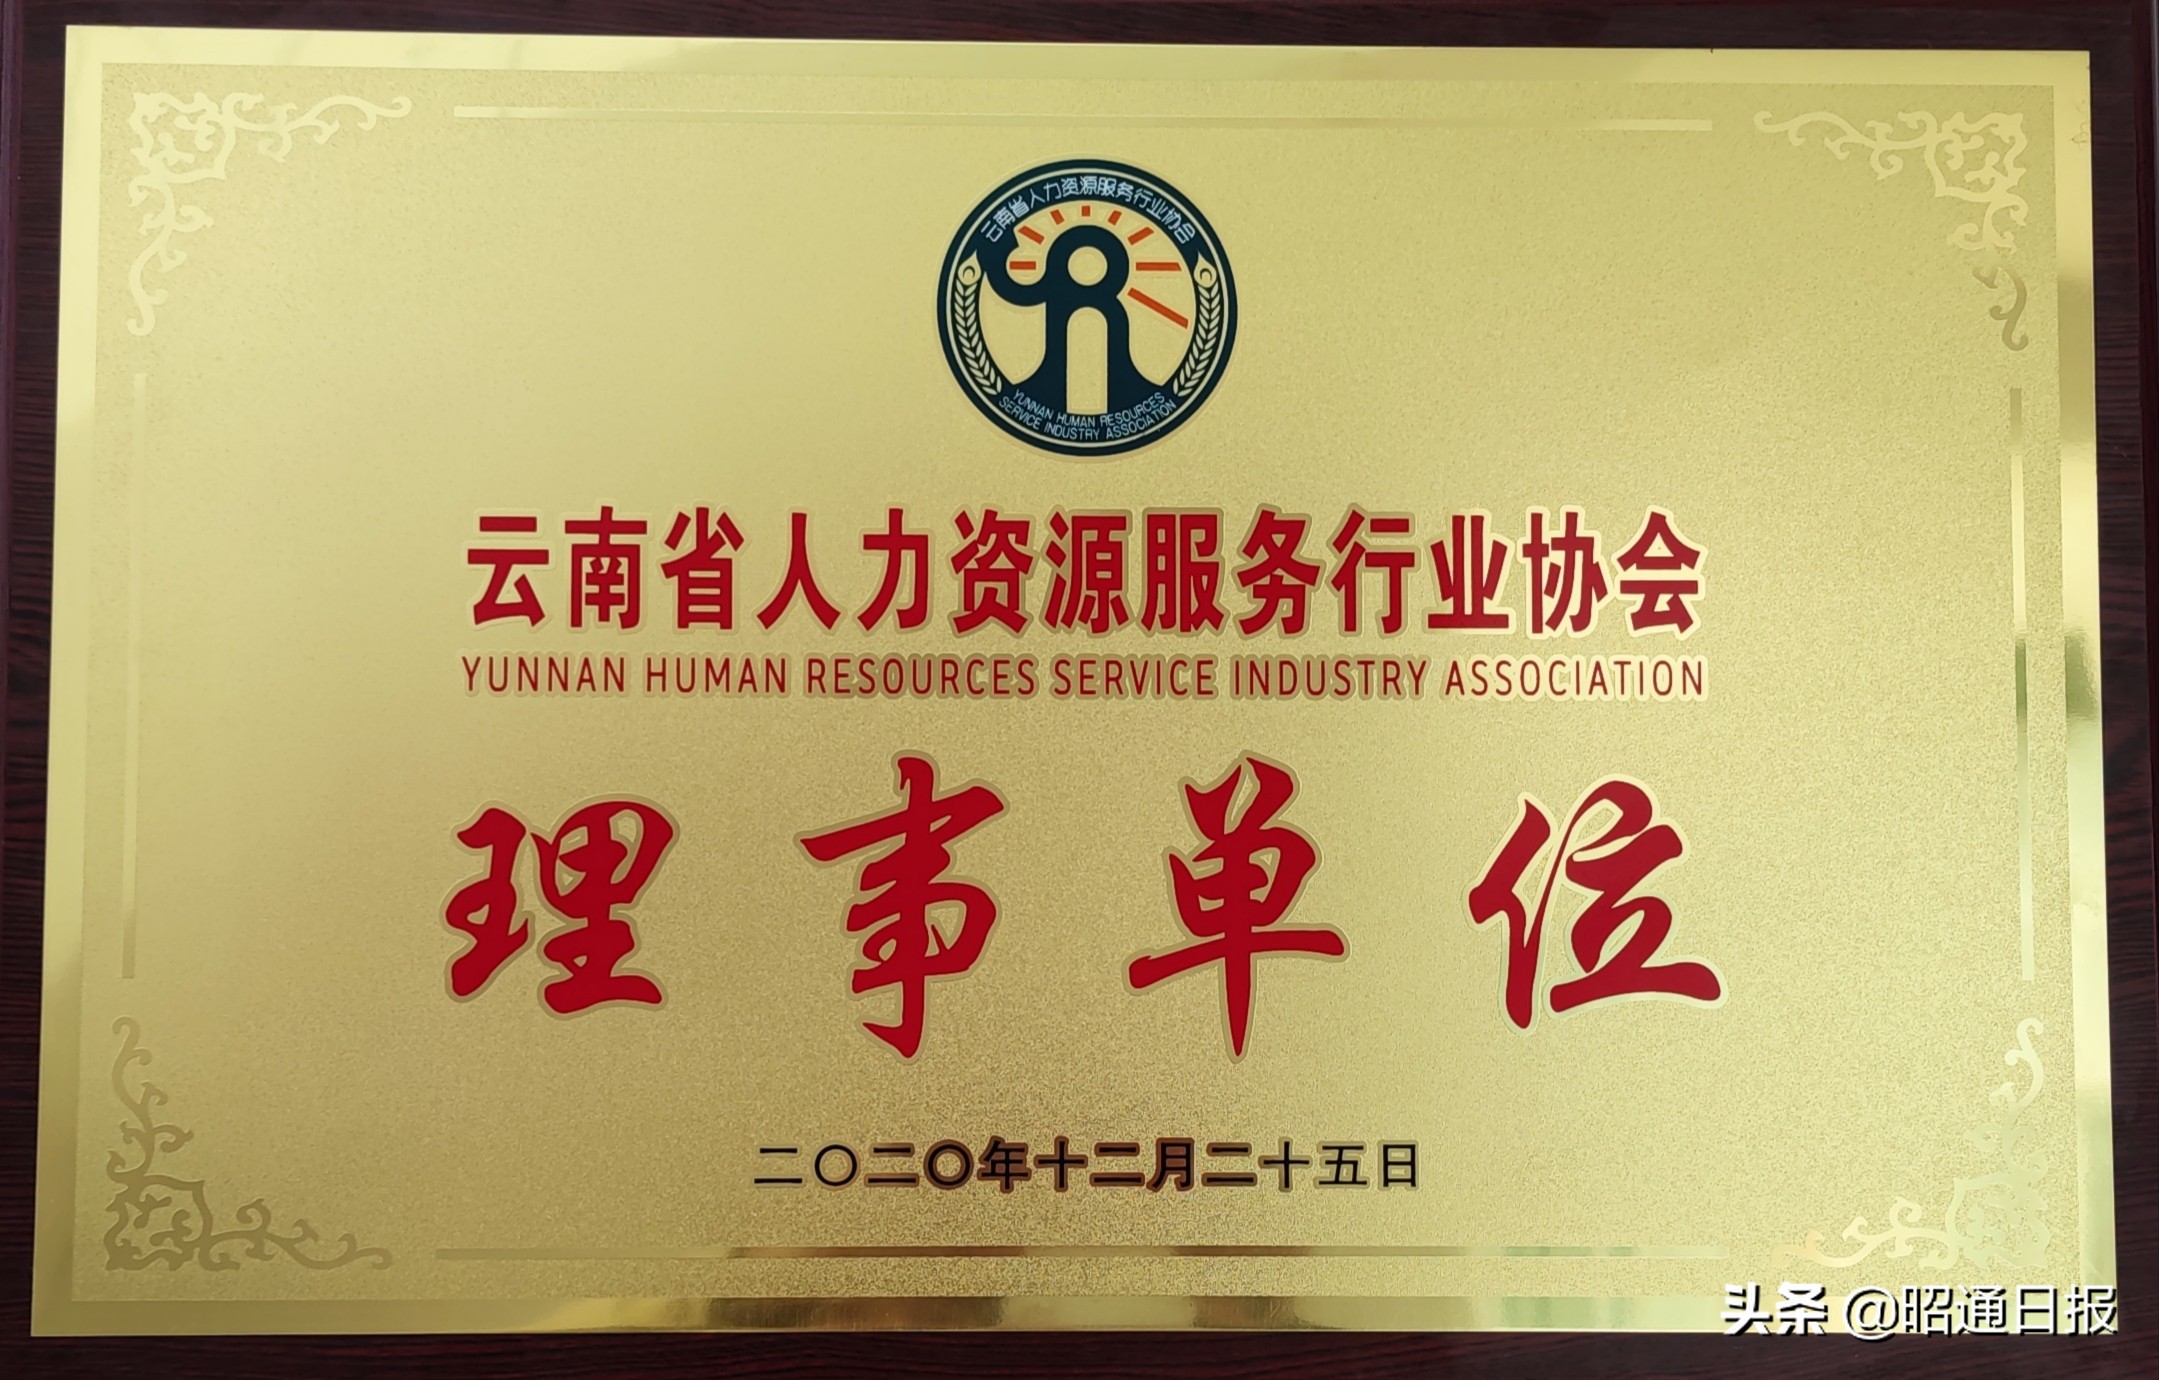 云南省人力资源服务行业协会
YUNNAN HUMAN RESOURCES
SERVICE INDUSTRY ASSOCIATION
云南省人力资源服务行业协会
YUNNAN HUMAN RESOURCES SERVICE INDUSTRY ASSOCIATION
理事单位
二〇二〇年十二月二十五日
头条 @昭通日报